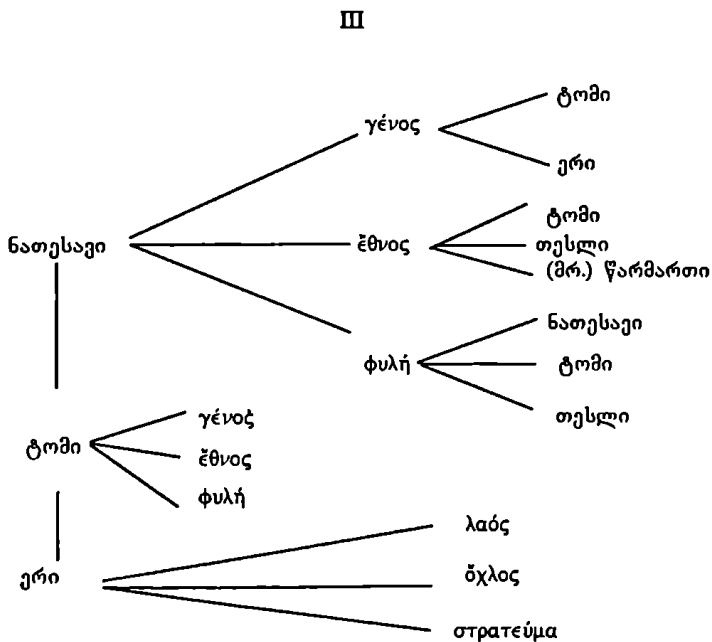 III
ტომი
γένος
ერი
ტომი
ნათესავი
ἔθνος
თესლი
(მრ.) წარმართი
ნათესავი
φυλή
ტომი
თესლი
γένοξ
ტომი
ἔθνος
φυλή
λαός
ერი
ὄχλος
στρατεύμα